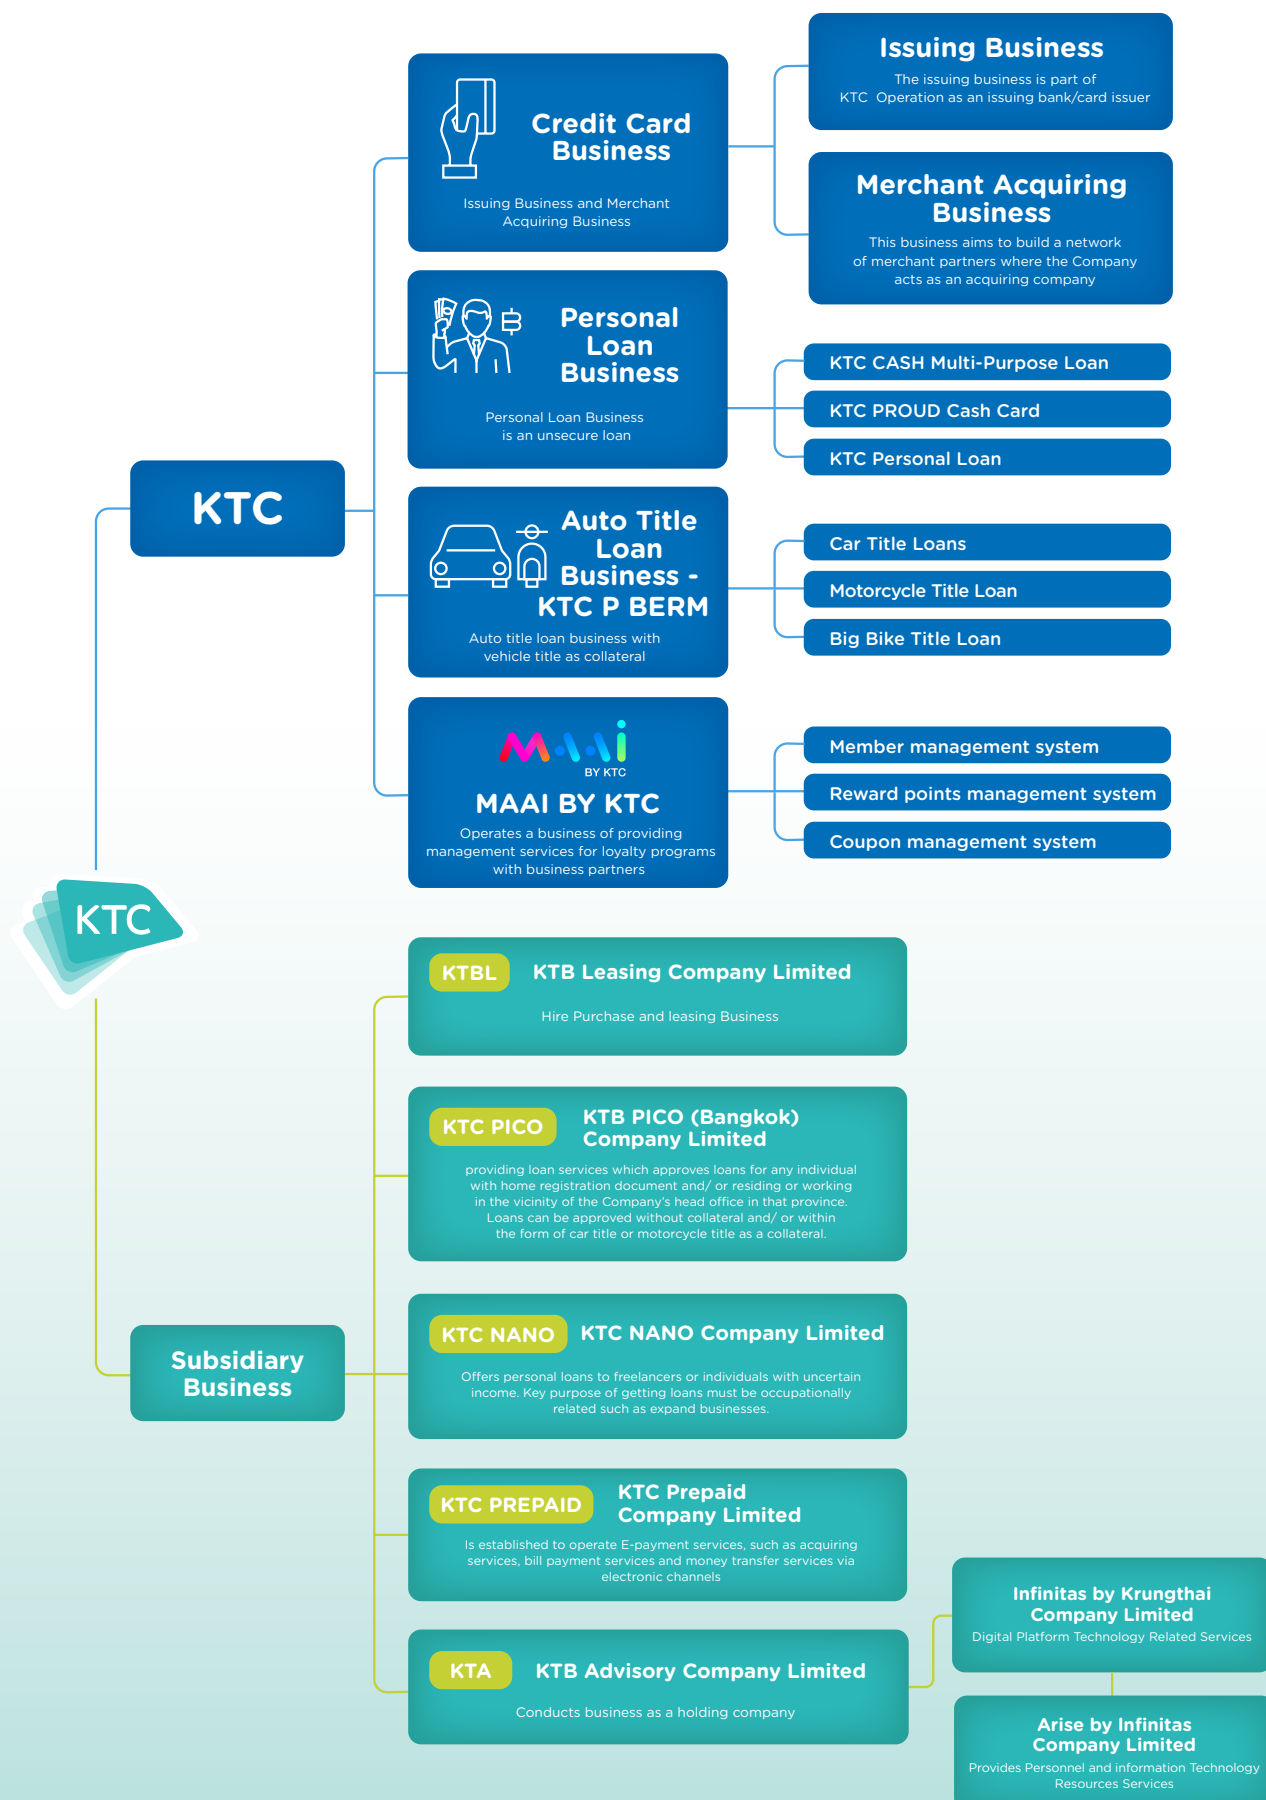 Issuing Business
The issuing business is part of
KTC Operation as an issuing bank/card issuer
Credit Card
Business
Issuing Business and Merchant
Acquiring Business
Merchant Acquiring
Business
This business aims to build a network
of merchant partners where the Company
acts as an acquiring company
Personal
Loan
Business
Personal Loan Business
is an unsecure loan
KTC CASH Multi-Purpose Loan
KTC PROUD Cash Card
KTC Personal Loan
KTC
Auto Title
Loan
Business -
KTC P BERM
Auto title loan business with
vehicle title as collateral
Car Title Loans
Motorcycle Title Loan
Big Bike Title Loan
MAAI
BY KTC
MAAI BY KTC
Operates a business of providing
management services for loyalty programs
with business partners
Member management system
Reward points management system
Coupon management system
KTC
KTBL KTB Leasing Company Limited
Hire Purchase and leasing Business
KTC PICO KTB PICO (Bangkok)
Company Limited
providing loan services which approves loans for any individual
with home registration document and/ or residing or working
in the vicinity of the Company's head office in that province.
Loans can be approved without collateral and/ or within
the form of car title or motorcycle title as a collateral.
Subsidiary
Business
KTC NANO KTC NANO Company Limited
Offers personal loans to freelancers or individuals with uncertain
income. Key purpose of getting loans must be occupationally
related such as expand businesses.
KTC PREPAID KTC Prepaid
Company Limited
Is established to operate E-payment services, such as acquiring
services, bill payment services and money transfer services via
electronic channels
KTA KTB Advisory Company Limited
Conducts business as a holding company
Infinitas by Krungthai
Company Limited
Digital Platform Technology Related Services
Arise by Infinitas
Company Limited
Provides Personnel and information Technology
Resources Services